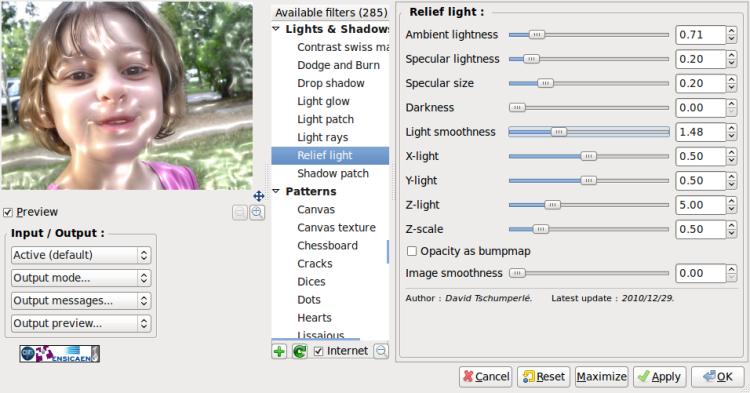 Available filters (285)
Lights & Shadows
Contrast swiss ma
Dodge and Burn
Drop shadow
Light glow
Light patch
Light rays
Relief light
Shadow patch
Patterns
Canvas
Canvas texture
Chessboard
Cracks
Dices
Dots
Hearts
Lissajous
Internet
Preview
Input / Output :
Active (default)
Output mode...
Output messages...
Output preview...
ENSICAEN
Relief light :
Ambient lightness 0.71
Specular lightness 0.20
Specular size 0.20
Darkness 0.00
Light smoothness 1.48
X-light 0.50
Y-light 0.50
Z-light 5.00
Z-scale 0.50
Opacity as bumpmap
Image smoothness 0.00
Author : David Tschumperlé. Latest update : 2010/12/29.
Cancel Reset Maximize Apply OK